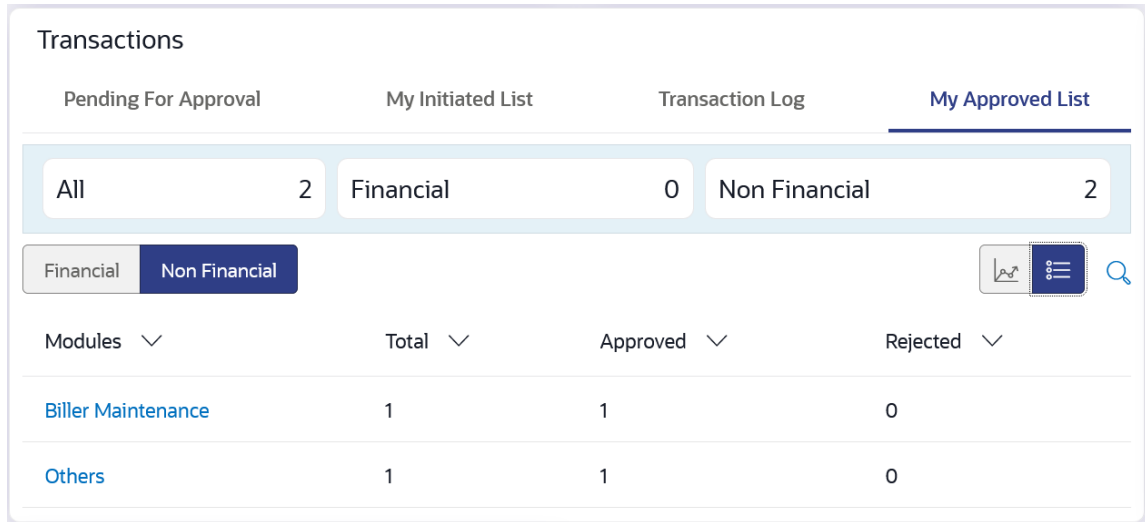 Transactions
Pending For Approval My Initiated List Transaction Log My Approved List
All 2 Financial 0 Non Financial 2
Financial Non Financial
Modules Total Approved Rejected
Biller Maintenance 1 1 0
Others 1 1 0